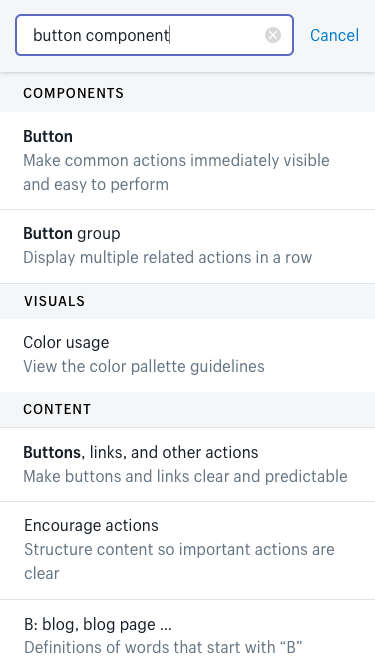 button component
Cancel
COMPONENTS
Button
Make common actions immediately visible
and easy to perform
Button group
Display multiple related actions in a row
VISUALS
Color usage
View the color pallette guidelines
CONTENT
Buttons, links, and other actions
Make buttons and links clear and predictable
Encourage actions
Structure content so important actions are
clear
B: blog, blog page ...
Definitions of words that start with “B”